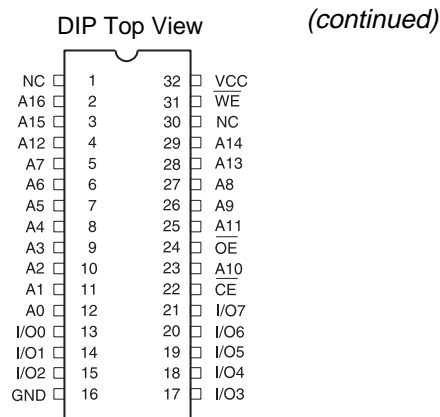 DIP Top View (continued)
NC 1 32 VCC
A16 2 31 WE
A15 3 30 NC
A12 4 29 A14
A7 5 28 A13
A6 6 27 A8
A5 7 26 A9
A4 8 25 A11
A3 9 24 OE
A2 10 23 A10
A1 11 22 CE
A0 12 21 I/O7
I/O0 13 20 I/O6
I/O1 14 19 I/O5
I/O2 15 18 I/O4
GND 16 17 I/O3